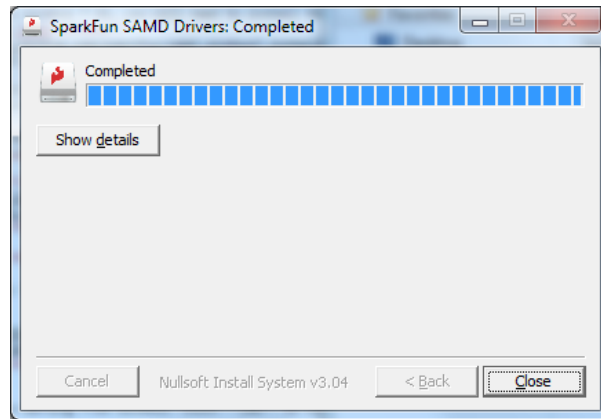 SparkFun SAMD Drivers: Completed
Completed
Show details
Cancel
Nullsoft Install System v3.04
< Back
Close